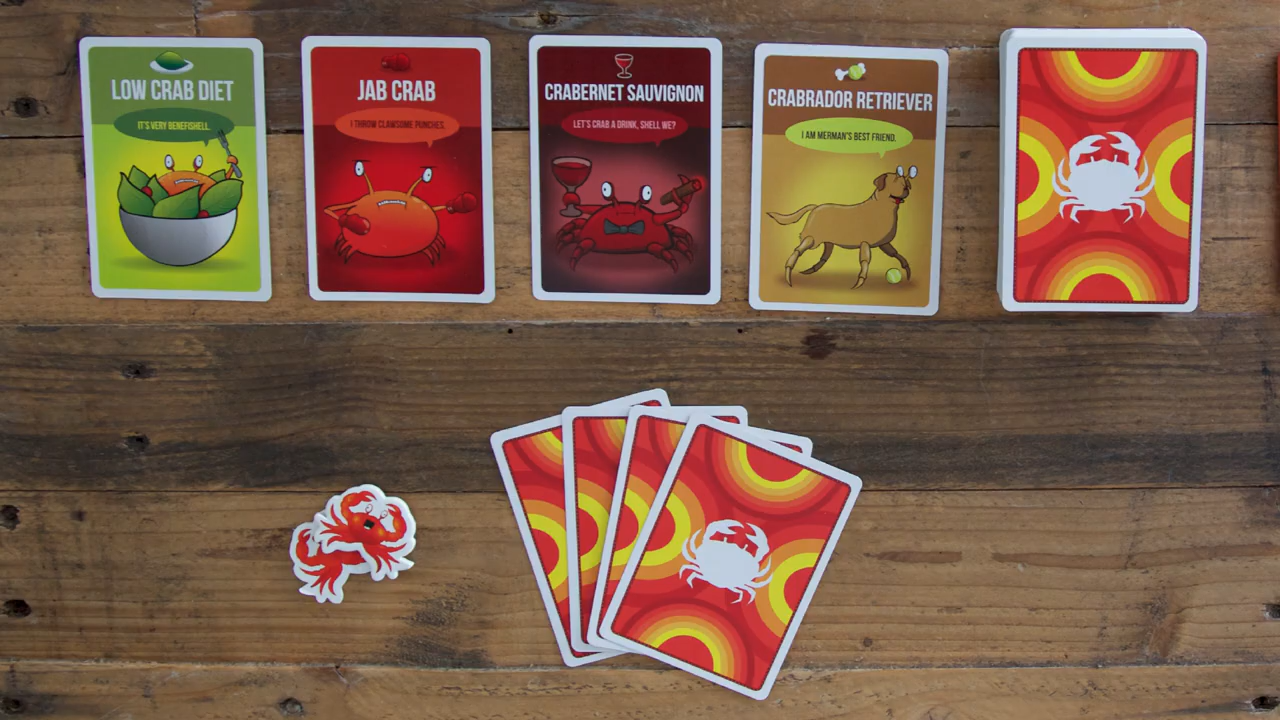 LOW CRAB DIET
IT'S VERY BENEFISHELL.
JAB CRAB
I THROW CLAWSOME PUNCHES.
CRABERNET SAUVIGNON
LET'S CRAB A DRINK, SHELL WE?
CRABRADOR RETRIEVER
I AM MERMAN'S BEST FRIEND.